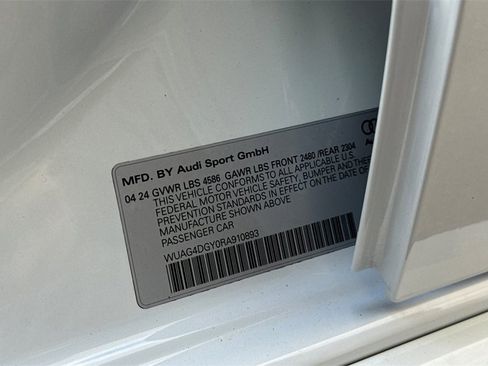 MFD. BY Audi Sport GmbH
04 24 GVWR LBS 4586 GAWR LBS FRONT 2480 /REAR 2304
THIS VEHICLE CONFORMS TO ALL APPLICABLE U.S.
FEDERAL MOTOR VEHICLE SAFETY, BUMPER AND THEFT
PREVENTION STANDARDS IN EFFECT ON THE DATE OF
MANUFACTURE SHOWN ABOVE
PASSENGER CAR
WUAG4DGY0RA910893